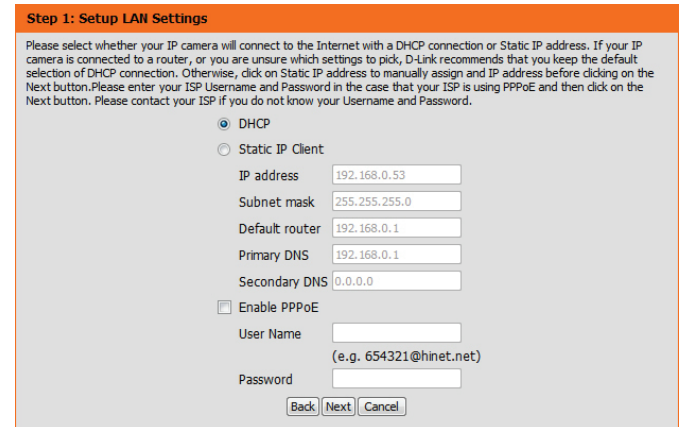 Step 1: Setup LAN Settings
Please select whether your IP camera will connect to the Internet with a DHCP connection or Static IP address. If your IP
camera is connected to a router, or you are unsure which settings to pick, D-Link recommends that you keep the default
selection of DHCP connection. Otherwise, click on Static IP address to manually assign and IP address before clicking on the
Next button.Please enter your ISP Username and Password in the case that your ISP is using PPPoE and then click on the
Next button. Please contact your ISP if you do not know your Username and Password.
DHCP
Static IP Client
IP address 192.168.0.53
Subnet mask 255.255.255.0
Default router 192.168.0.1
Primary DNS 192.168.0.1
Secondary DNS 0.0.0.0
Enable PPPoE
User Name
(e.g. 654321@hinet.net)
Password
Back Next Cancel